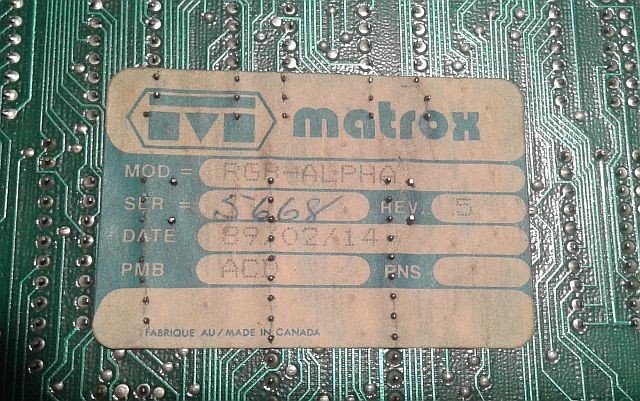 matrox
MOD = RGB-ALPHA
SER = 5668 REV. 5
DATE 89/02/14
PMB ACI PNS
FABRIQUE AU / MADE IN CANADA